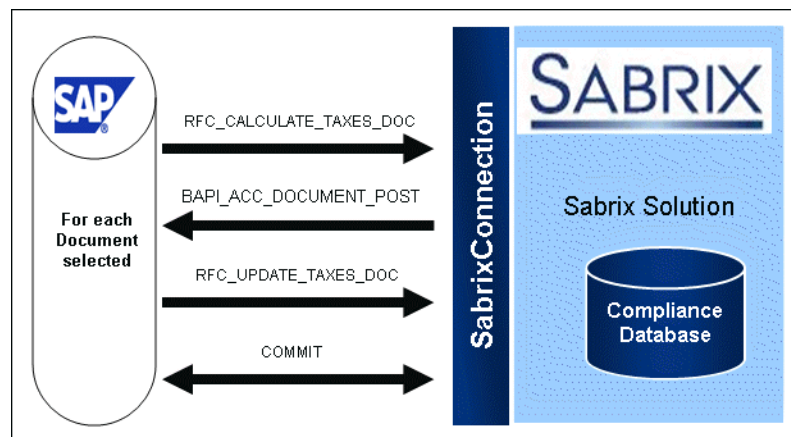 SAP
®
For each
Document
selected
RFC_CALCULATE_TAXES_DOC
BAPI_ACC_DOCUMENT_POST
RFC_UPDATE_TAXES_DOC
COMMIT
SabrixConnection
SABRIX
Sabrix Solution
Compliance
Database